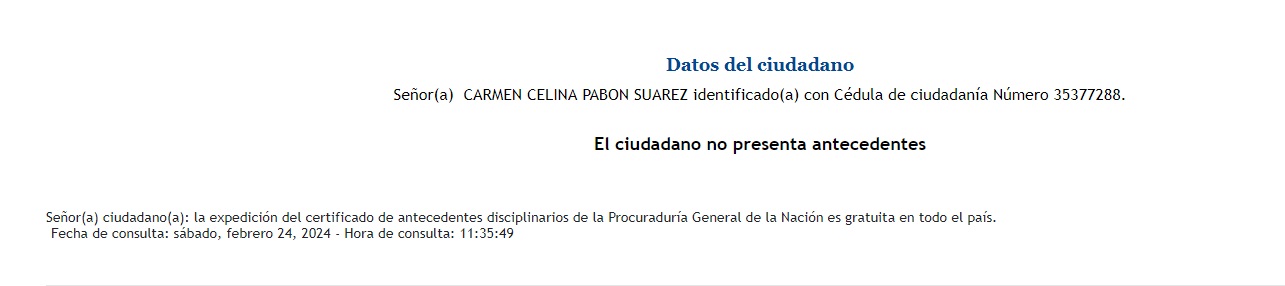 Datos del ciudadano
Señor(a)  CARMEN CELINA PABON SUAREZ identificado(a) con Cédula de ciudadanía Número 35377288.
El ciudadano no presenta antecedentes
Señor(a) ciudadano(a): la expedición del certificado de antecedentes disciplinarios de la Procuraduría General de la Nación es gratuita en todo el país.
Fecha de consulta: sábado, febrero 24, 2024 - Hora de consulta: 11:35:49